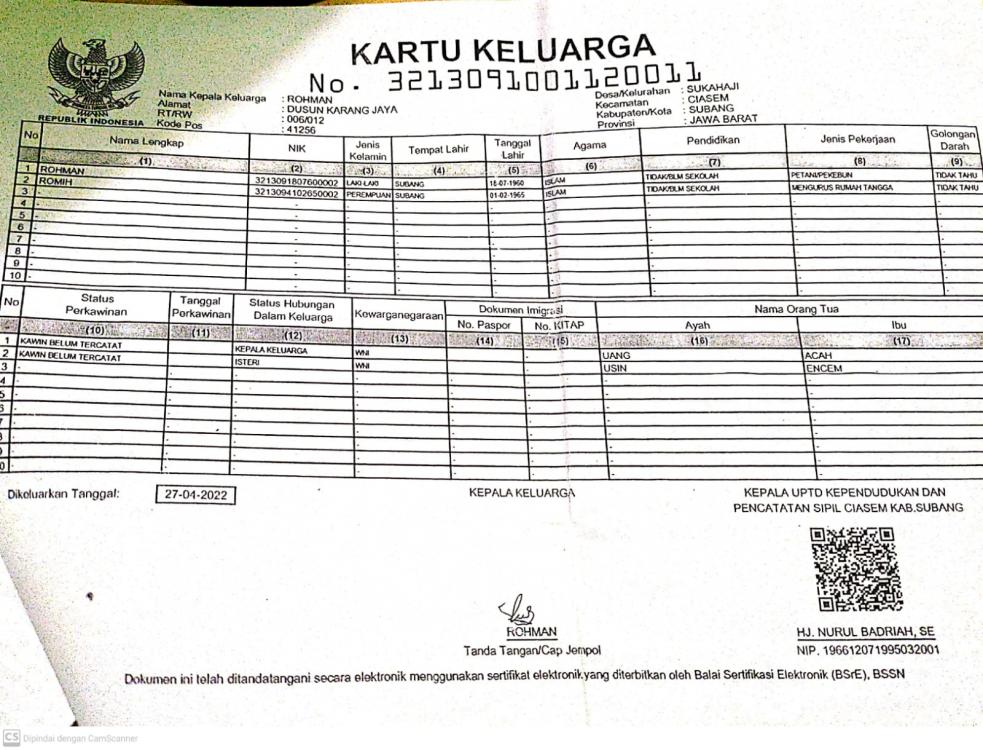 KARTU KELUARGA
No. 3213091001120011
REPUBLIK INDONESIA
Nama Kepala Keluarga : ROHMAN
Alamat : DUSUN KARANG JAYA
RT/RW : 006/012
Kode Pos : 41256
Desa/Kelurahan : SUKAHAJI
Kecamatan : CIASEM
Kabupaten/Kota : SUBANG
Provinsi : JAWA BARAT
No Nama Lengkap NIK Jenis Kelamin Tempat Lahir Tanggal Lahir Agama Pendidikan Jenis Pekerjaan Golongan Darah
(1) (2) (3) (4) (5) (6) (7) (8) (9)
1 ROHMAN 3213091807600002 LAKI-LAKI SUBANG 18-07-1960 ISLAM TIDAK/BLM SEKOLAH PETANI/PEKEBUN TIDAK TAHU
2 ROMIH 3213094102650002 PEREMPUAN SUBANG 01-02-1965 ISLAM TIDAK/BLM SEKOLAH MENGURUS RUMAH TANGGA TIDAK TAHU
3 - - - - - - - - -
4 - - - - - - - - -
5 - - - - - - - - -
6 - - - - - - - - -
7 - - - - - - - - -
8 - - - - - - - - -
9 - - - - - - - - -
10 - - - - - - - - -
No Status Perkawinan Tanggal Perkawinan Status Hubungan Dalam Keluarga Kewarganegaraan Dokumen Imigrasi Nama Orang Tua
No. Paspor No. KITAP Ayah Ibu
(10) (11) (12) (13) (14) (15) (16) (17)
1 KAWIN BELUM TERCATAT KEPALA KELUARGA WNI UANG ACAH
2 KAWIN BELUM TERCATAT ISTERI WNI USIN ENCEM
3 - - - - - - - -
4 - - - - - - - -
5 - - - - - - - -
6 - - - - - - - -
- - - - - - - -
- - - - - - - -
- - - - - - - -
0 - - - - - - - -
Dikeluarkan Tanggal: 27-04-2022
KEPALA KELUARGA
KEPALA UPTD KEPENDUDUKAN DAN
PENCATATAN SIPIL CIASEM KAB.SUBANG
ROHMAN
Tanda Tangan/Cap Jempol
HJ. NURUL BADRIAH, SE
NIP. 196612071995032001
Dokumen ini telah ditandatangani secara elektronik menggunakan sertifikat elektronik yang diterbitkan oleh Balai Sertifikasi Elektronik (BSrE), BSSN
CS Dipindai dengan CamScanner